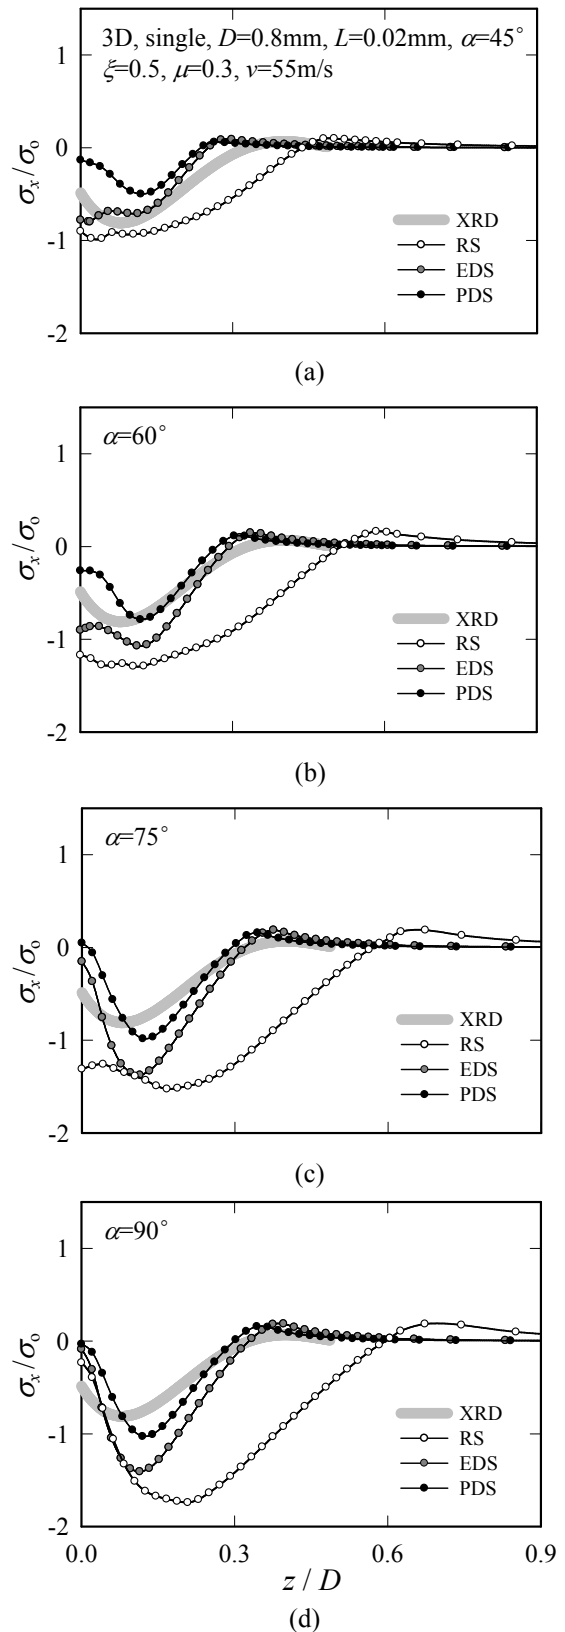 3D, single, D=0.8mm, L=0.02mm, α=45°
ξ=0.5, μ=0.3, v=55m/s
1
0
-1
-2
σx/σo
XRD
RS
EDS
PDS
(a)
α=60°
1
0
-1
-2
σx/σo
XRD
RS
EDS
PDS
(b)
α=75°
1
0
-1
-2
σx/σo
XRD
RS
EDS
PDS
(c)
α=90°
1
0
-1
-2
σx/σo
XRD
RS
EDS
PDS
0.0 0.3 0.6 0.9
z / D
(d)